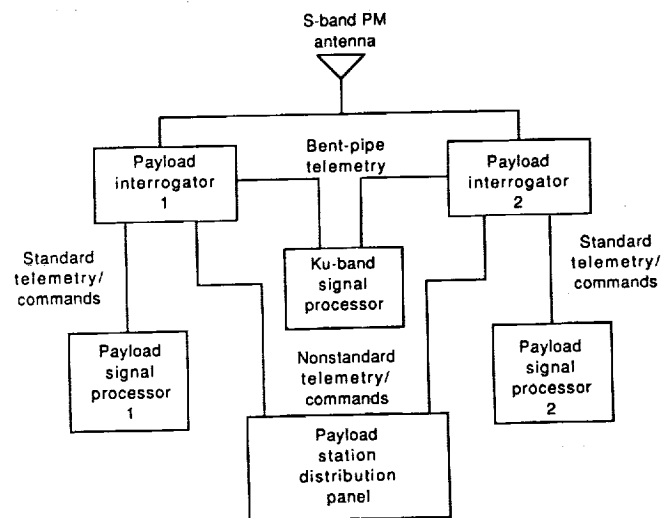 S-band PM
antenna
Bent-pipe
telemetry
Payload
interrogator
1
Payload
interrogator
2
Standard
telemetry/
commands
Ku-band
signal
processor
Standard
telemetry/
commands
Payload
signal
processor
1
Nonstandard
telemetry/
commands
Payload
signal
processor
2
Payload
station
distribution
panel